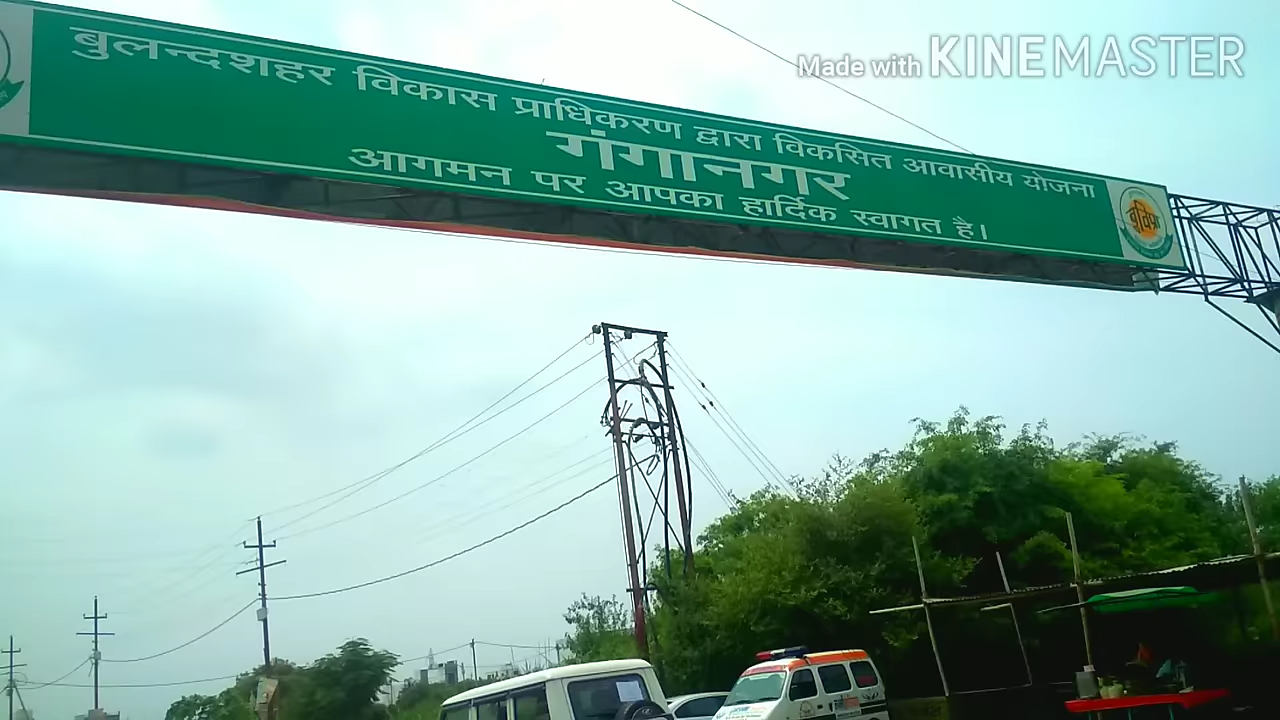 Made with KINEMASTER
बुलन्दशहर विकास प्राधिकरण द्वारा विकसित आवासीय योजना
गंगानगर
आगमन पर आपका हार्दिक स्वागत है।
बुविप्रा